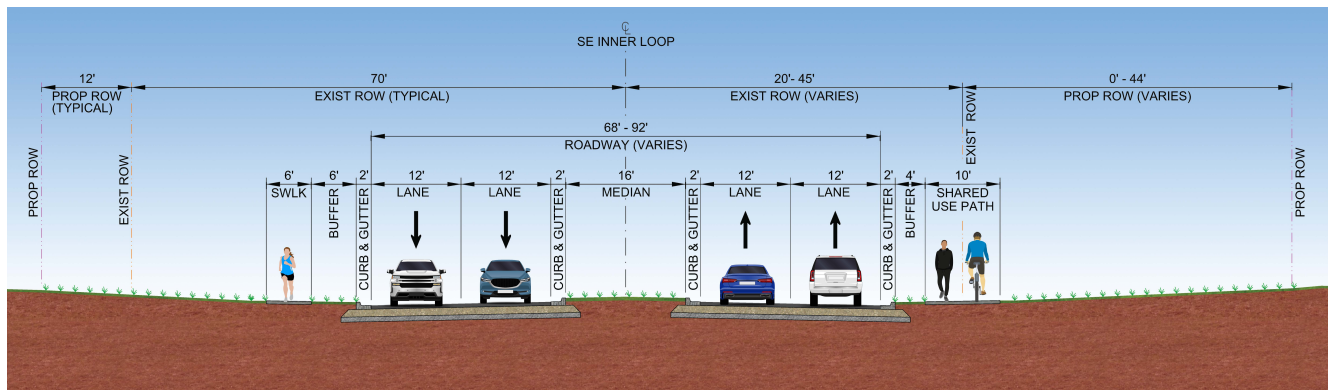 ℄
SE INNER LOOP
12'
PROP ROW
(TYPICAL)
70'
EXIST ROW (TYPICAL)
20'- 45'
EXIST ROW (VARIES)
0' - 44'
PROP ROW (VARIES)
68' - 92'
ROADWAY (VARIES)
PROP ROW
EXIST ROW
6'
SWLK
6'
BUFFER
2'
CURB & GUTTER
12'
LANE
12'
LANE
2'
CURB & GUTTER
16'
MEDIAN
2'
CURB & GUTTER
12'
LANE
12'
LANE
2'
CURB & GUTTER
4'
BUFFER
10'
SHARED
USE PATH
EXIST ROW
PROP ROW